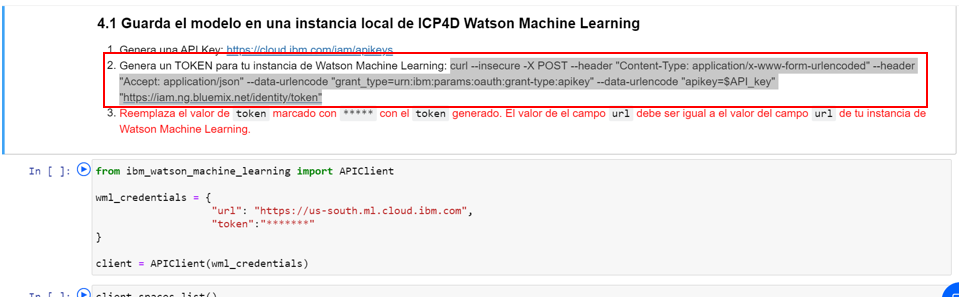 4.1 Guarda el modelo en una instancia local de ICP4D Watson Machine Learning
1. Genera una API Key: https://cloud.ibm.com/iam/apikeys
2. Genera un TOKEN para tu instancia de Watson Machine Learning: curl --insecure -X POST --header "Content-Type: application/x-www-form-urlencoded" --header
"Accept: application/json" --data-urlencode "grant_type=urn:ibm:params:oauth:grant-type:apikey" --data-urlencode "apikey=$API_key"
"https://iam.ng.bluemix.net/identity/token"
3. Reemplaza el valor de token marcado con ***** con el token generado. El valor de el campo url debe ser igual a el valor del campo url de tu instancia de
Watson Machine Learning.
In [ ]: from ibm_watson_machine_learning import APIClient
wml_credentials = {
"url": "https://us-south.ml.cloud.ibm.com",
"token":"*******"
}
client = APIClient(wml_credentials)
In [ ]: client.spaces.list()